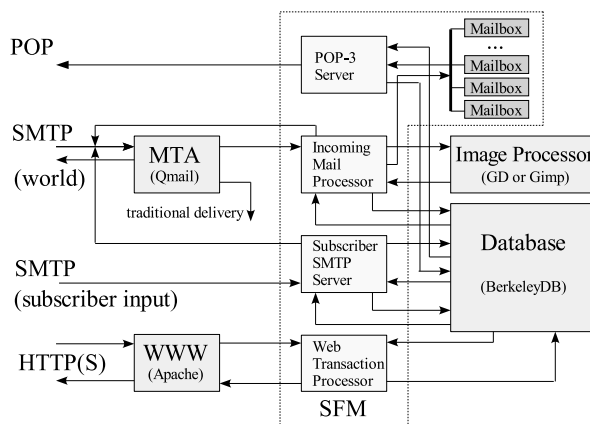 Mailbox
...
Mailbox
Mailbox
Mailbox
POP
POP-3
Server
SMTP
(world)
MTA
(Qmail)
traditional delivery
Incoming
Mail
Processor
Image Processor
(GD or Gimp)
Database
(BerkeleyDB)
SMTP
(subscriber input)
Subscriber
SMTP
Server
HTTP(S)
WWW
(Apache)
Web
Transaction
Processor
SFM